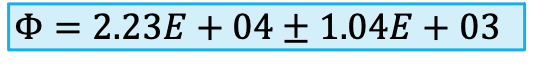 Φ = 2.23E + 04 ± 1.04E + 03